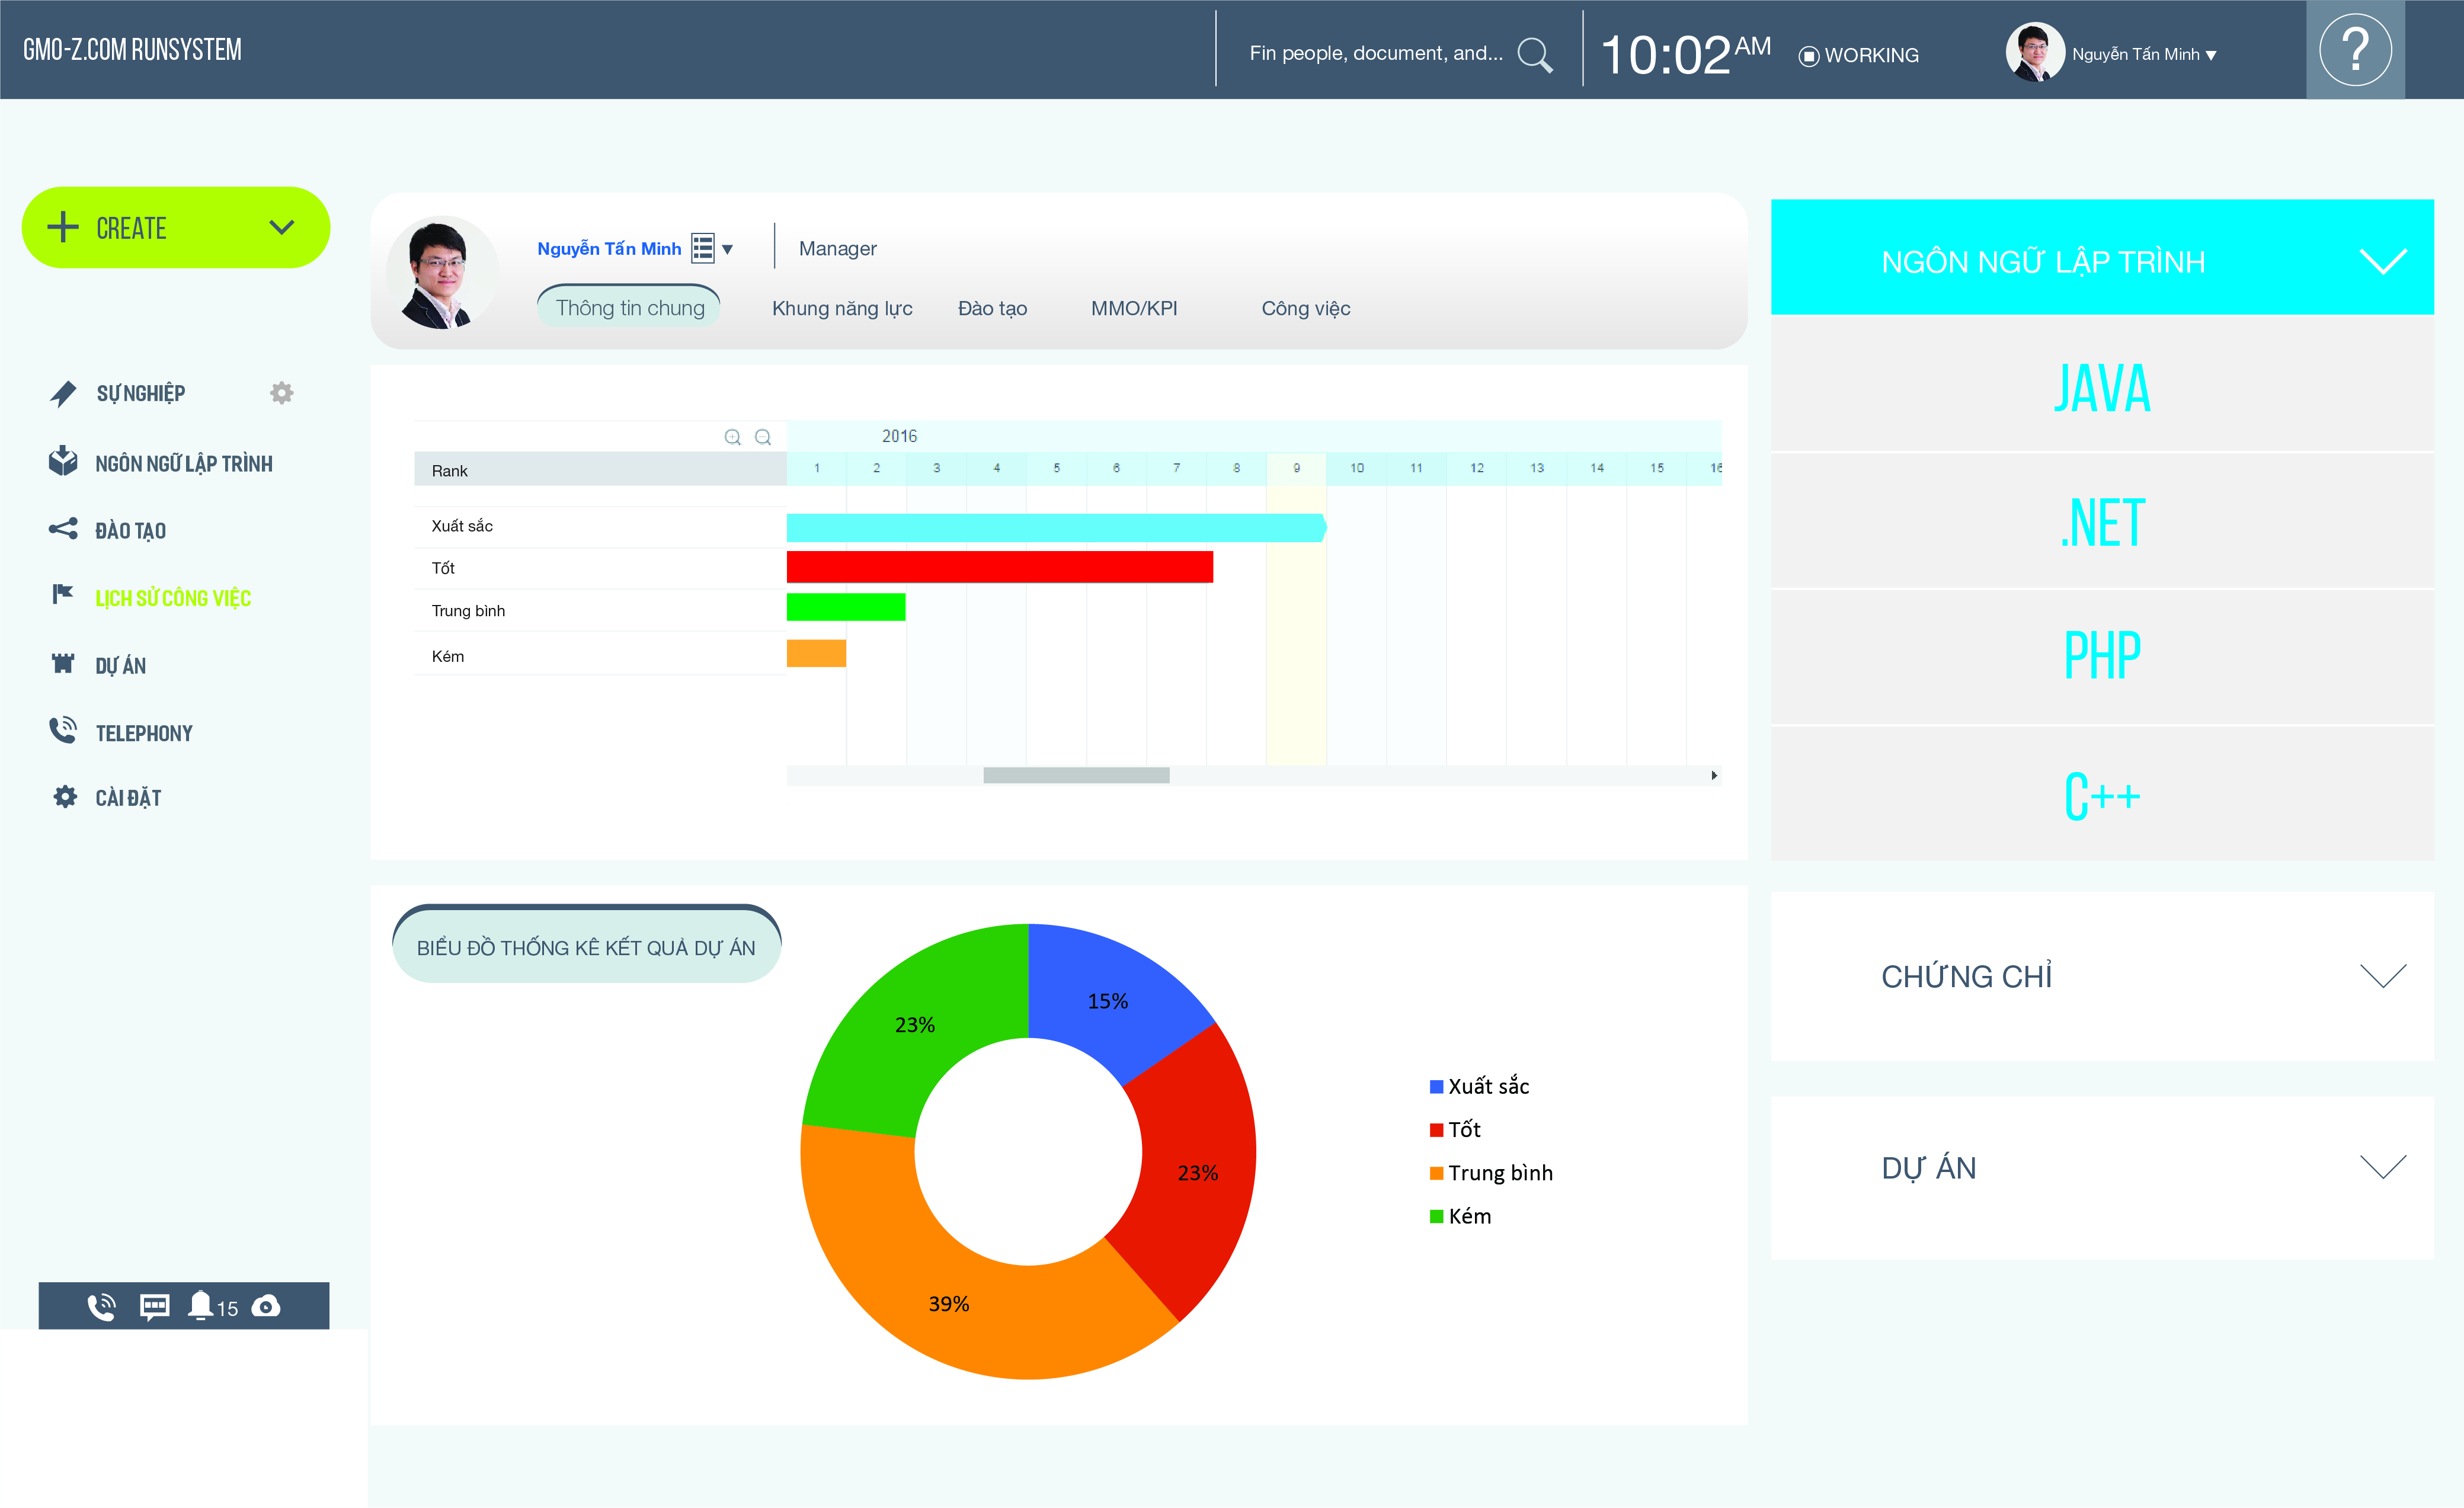 GMO-Z.COM RUNSYSTEM
Fin people, document, and...
10:02 AM
WORKING
Nguyễn Tấn Minh
?
CREATE
SỰ NGHIỆP
NGÔN NGỮ LẬP TRÌNH
ĐÀO TẠO
LỊCH SỬ CÔNG VIỆC
DỰ ÁN
TELEPHONY
CÀI ĐẶT
15
Nguyễn Tấn Minh
Manager
Thông tin chung
Khung năng lực
Đào tạo
MMO/KPI
Công việc
2016
Rank
1 2 3 4 5 6 7 8 9 10 11 12 13 14 15 16
Xuất sắc
Tốt
Trung bình
Kém
BIỂU ĐỒ THỐNG KÊ KẾT QUẢ DỰ ÁN
15%
23%
23%
39%
Xuất sắc
Tốt
Trung bình
Kém
NGÔN NGỮ LẬP TRÌNH
JAVA
.NET
PHP
C++
CHỨNG CHỈ
DỰ ÁN